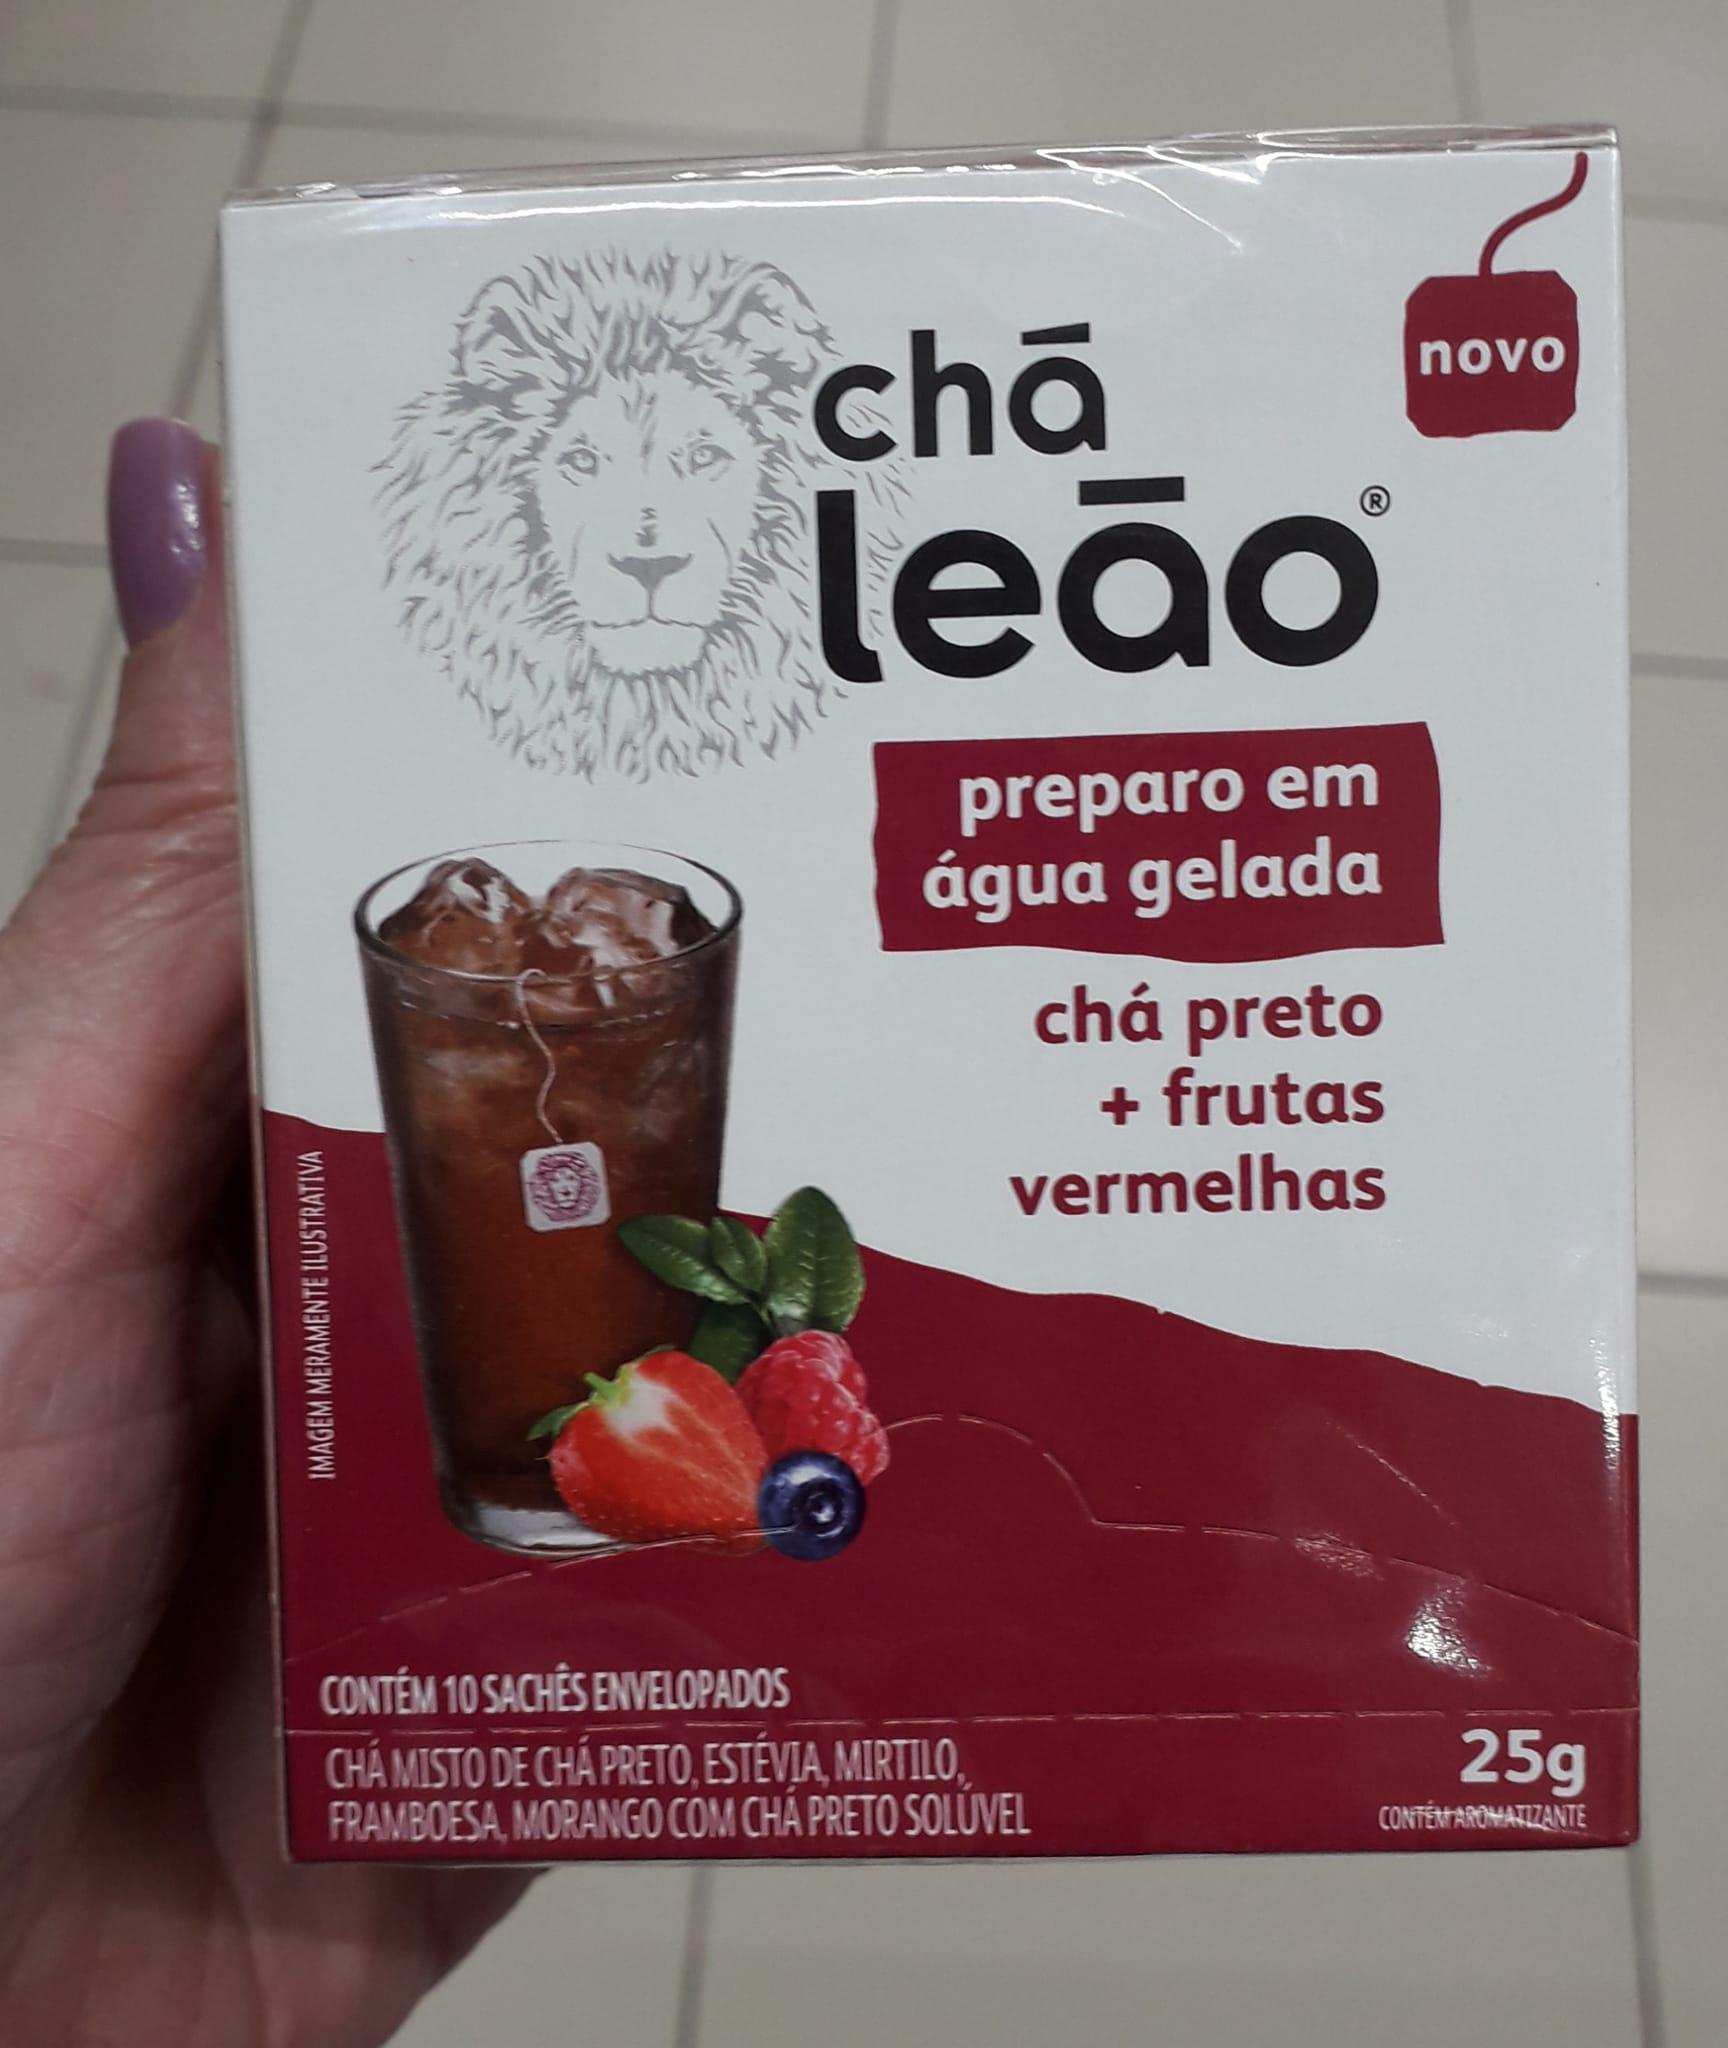 novo
chá
leão®
preparo em
água gelada
chá preto
+ frutas
vermelhas
IMAGEM MERAMENTE ILUSTRATIVA
CONTÉM 10 SACHÊS ENVELOPADOS
CHÁ MISTO DE CHÁ PRETO, ESTÉVIA, MIRTILO,
FRAMBOESA, MORANGO COM CHÁ PRETO SOLÚVEL
25g
CONTÉM AROMATIZANTE